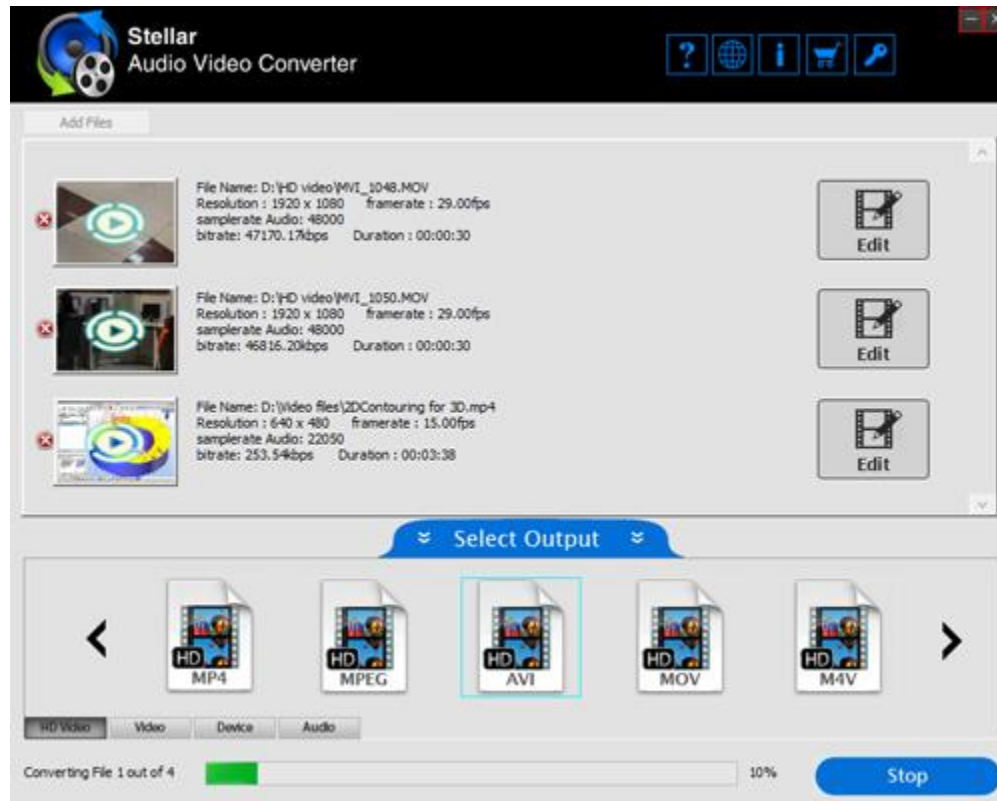 Stellar
Audio Video Converter
Add Files
File Name: D:\HD video\MVI_1048.MOV
Resolution : 1920 x 1080 framerate : 29.00fps
samplerate Audio: 48000
bitrate: 47170.17kbps Duration : 00:00:30
Edit
File Name: D:\HD video\MVI_1050.MOV
Resolution : 1920 x 1080 framerate : 29.00fps
samplerate Audio: 48000
bitrate: 46816.20kbps Duration : 00:00:30
Edit
File Name: D:\Video files\2DContouring for 3D.mp4
Resolution : 640 x 480 framerate : 15.00fps
samplerate Audio: 22050
bitrate: 253.54kbps Duration : 00:03:38
Edit
Select Output
HD MP4
HD MPEG
HD AVI
HD MOV
HD M4V
HD Video Video Device Audio
Converting File 1 out of 4 10% Stop